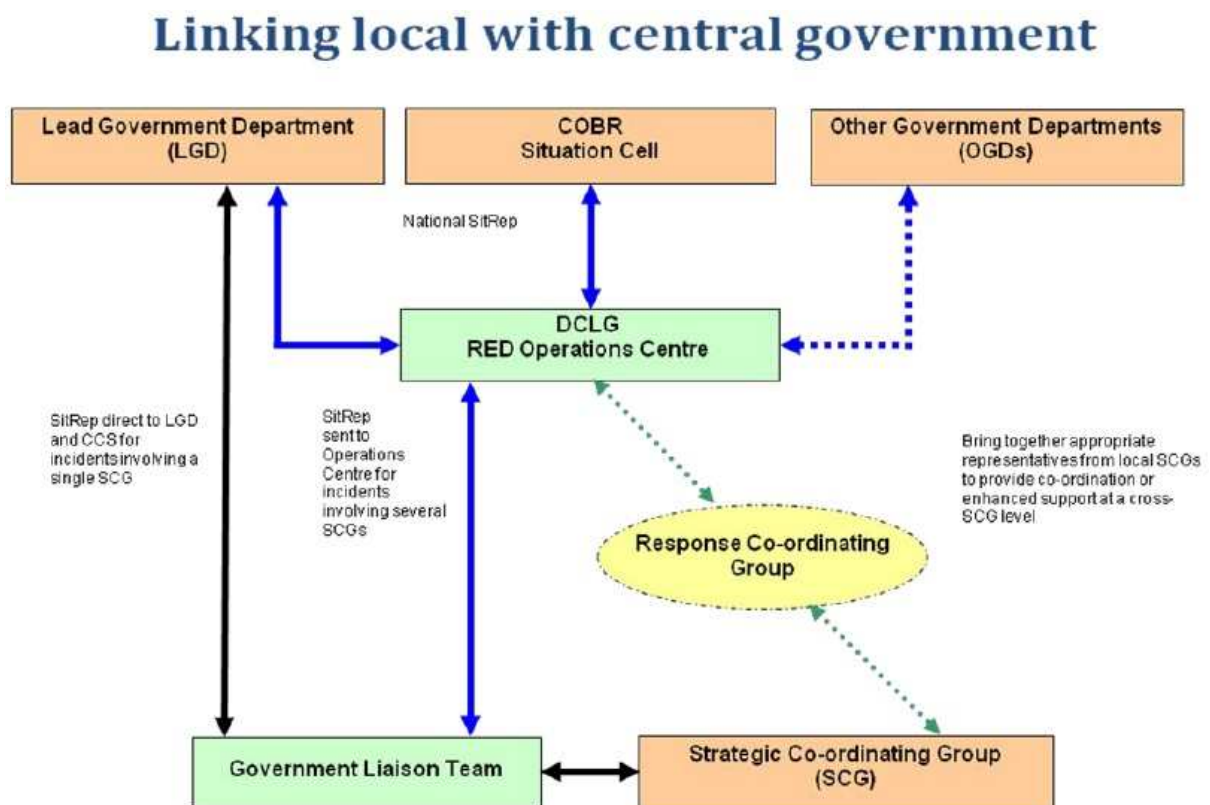 Linking local with central government
Lead Government Department
(LGD)
COBR
Situation Cell
Other Government Departments
(OGDs)
National SitRep
DCLG
RED Operations Centre
SitRep direct to LGD
and CCS for
incidents involving a
single SCG
SitRep
sent to
Operations
Centre for
incidents
involving several
SCGs
Bring together appropriate
representatives from local SCGs
to provide co-ordination or
enhanced support at a cross-
SCG level
Response Co-ordinating
Group
Government Liaison Team
Strategic Co-ordinating Group
(SCG)